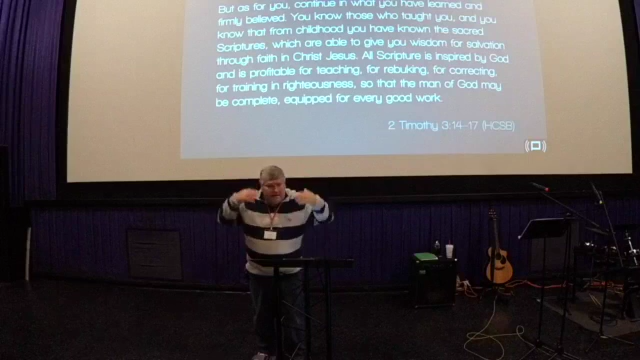 But as for you, continue in what you have learned and
firmly believed. You know those who taught you, and you
know that from childhood you have known the sacred
Scriptures, which are able to give you wisdom for salvation
through faith in Christ Jesus. All Scripture is inspired by God
and is profitable for teaching, for rebuking, for correcting,
for training in righteousness, so that the man of God may
be complete, equipped for every good work.
2 Timothy 3:14-17 (HCSB)